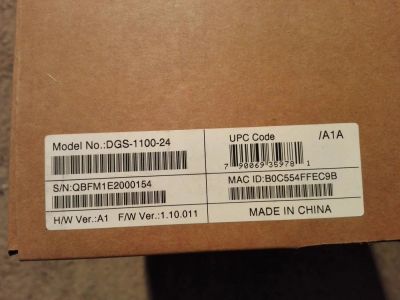 Model No.:DGS-1100-24
S/N:QBFM1E2000154
H/W Ver.:A1 F/W Ver.:1.10.011
UPC Code /A1A
7 90069 35978 1
MAC ID:B0C554FFEC9B
MADE IN CHINA